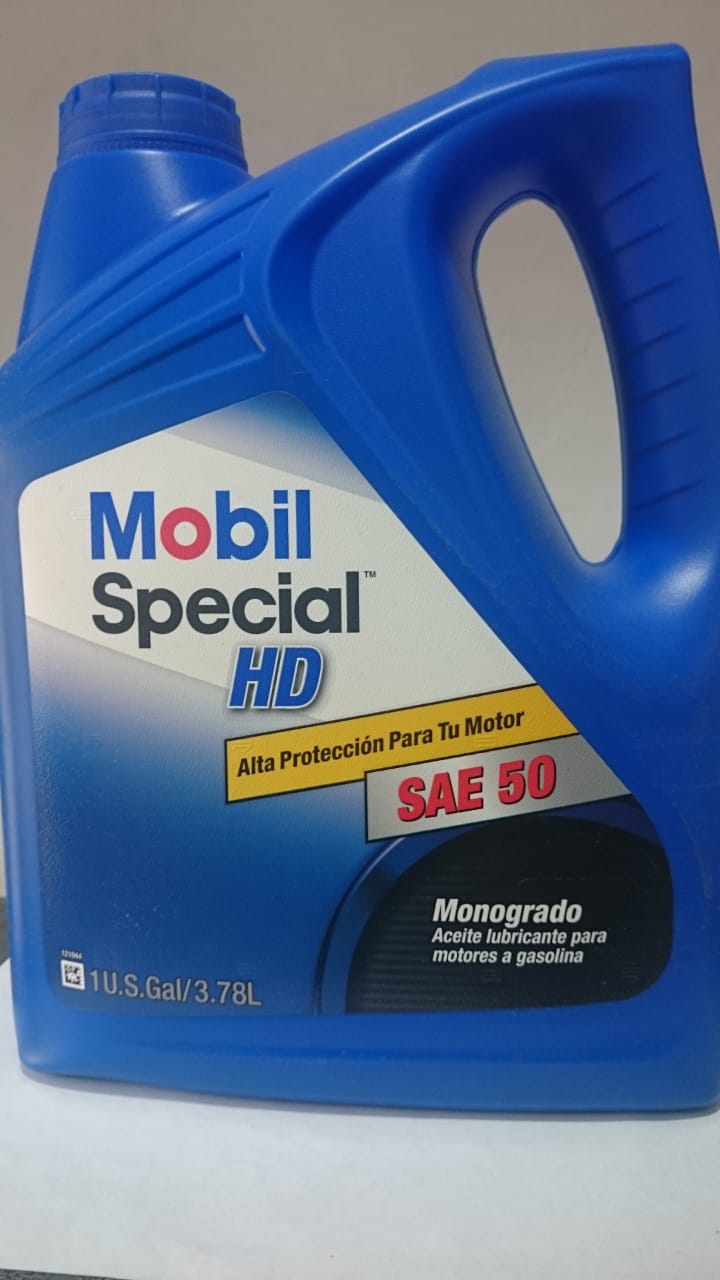 Mobil
Special™
HD
Alta Protección Para Tu Motor
SAE 50
Monogrado
Aceite lubricante para
motores a gasolina
1U.S.Gal/3.78L